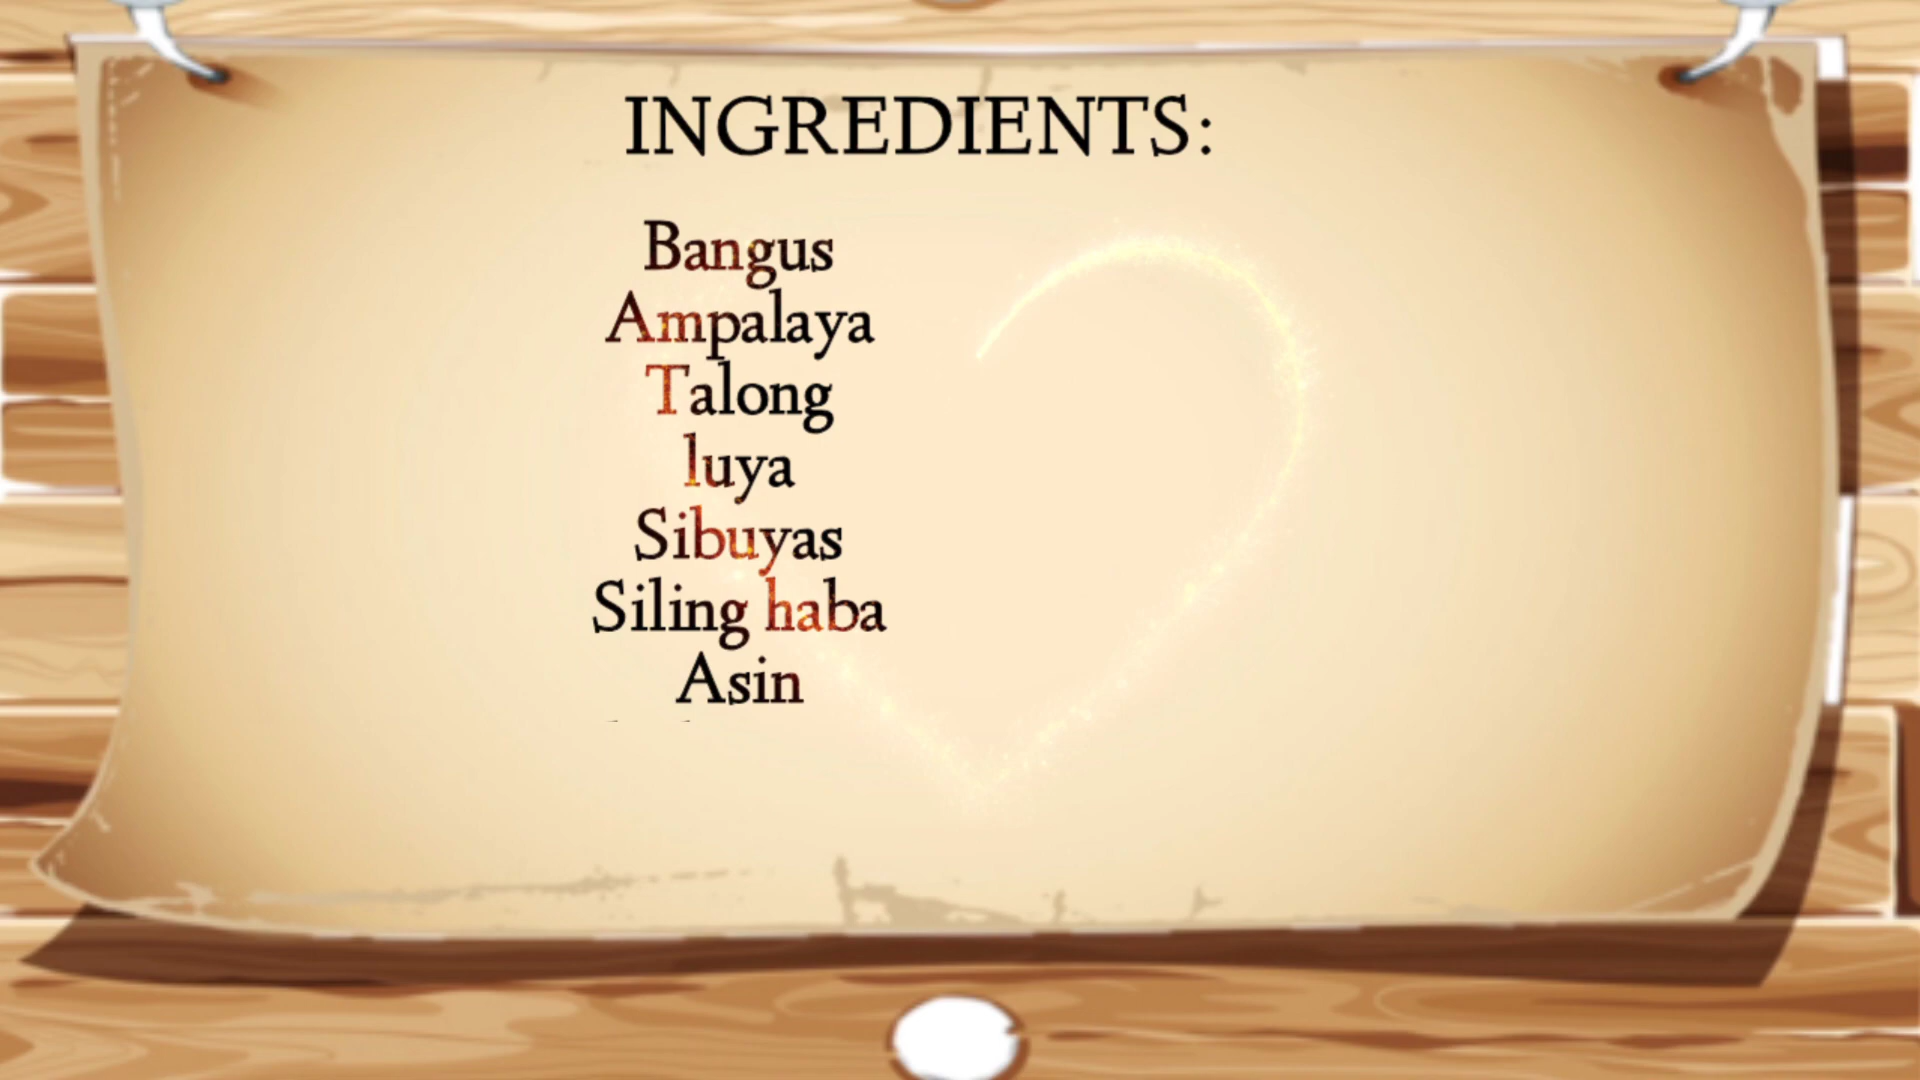 INGREDIENTS:
Bangus
Ampalaya
Talong
luya
Sibuyas
Siling haba
Asin